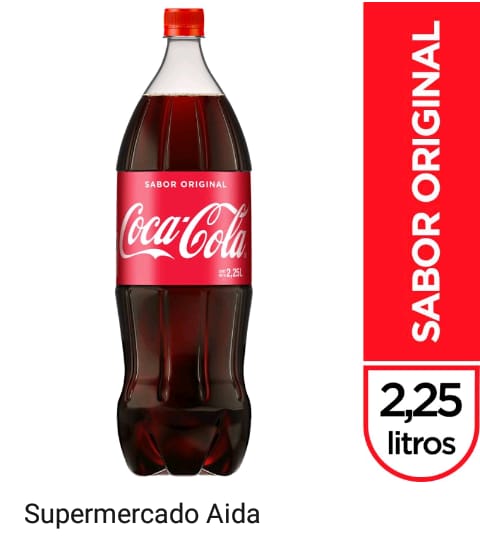 SABOR ORIGINAL
Coca-Cola
2,25L
SABOR ORIGINAL
2,25
litros
Supermercado Aida